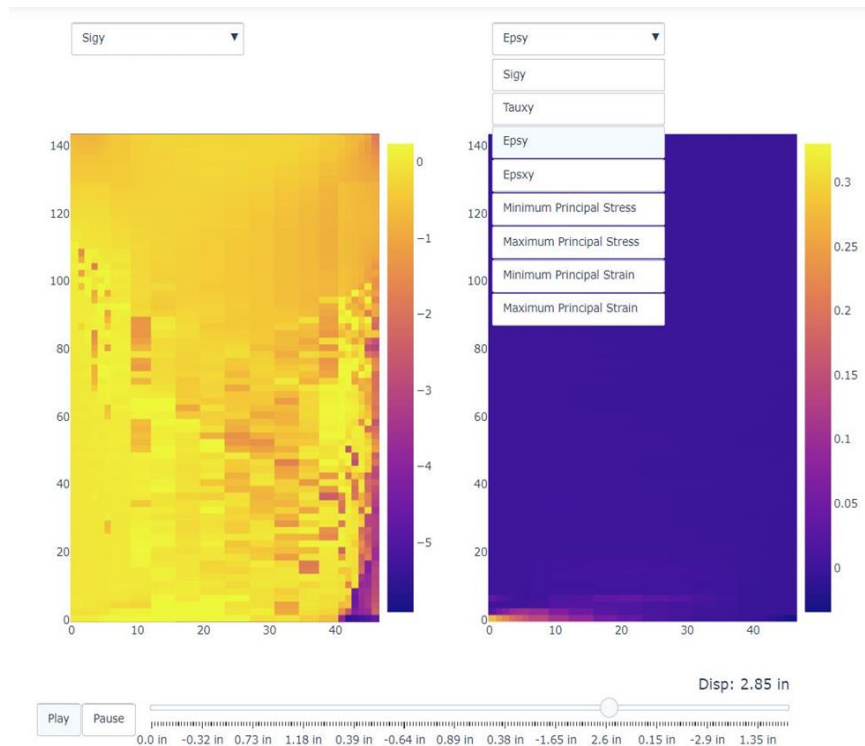 Sigy ▼
Epsy ▼
Sigy
Tauxy
Epsy
Epsxy
Minimum Principal Stress
Maximum Principal Stress
Minimum Principal Strain
Maximum Principal Strain
140
120
100
80
60
40
20
0
0 10 20 30 40
0
−1
−2
−3
−4
−5
140
120
100
80
60
40
20
0
0 10 20 30 40
0.3
0.25
0.2
0.15
0.1
0.05
0
Disp: 2.85 in
Play Pause
0.0 in -0.32 in 0.73 in 1.18 in 0.39 in -0.64 in 0.89 in 0.38 in -1.65 in 2.6 in 0.15 in -2.9 in 1.35 in